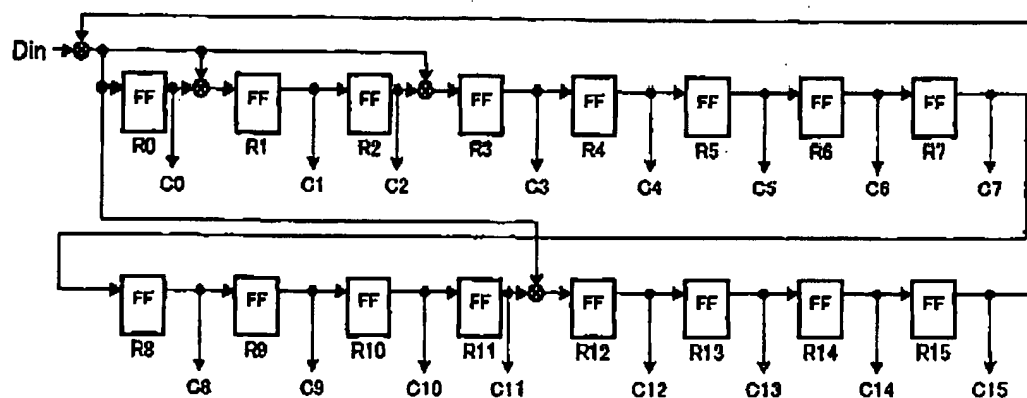 Din
FF FF FF FF FF FF FF FF
R0 R1 R2 R3 R4 R5 R6 R7
C0 C1 C2 C3 C4 C5 C6 C7
FF FF FF FF FF FF FF FF
R8 R9 R10 R11 R12 R13 R14 R15
C8 C9 C10 C11 C12 C13 C14 C15